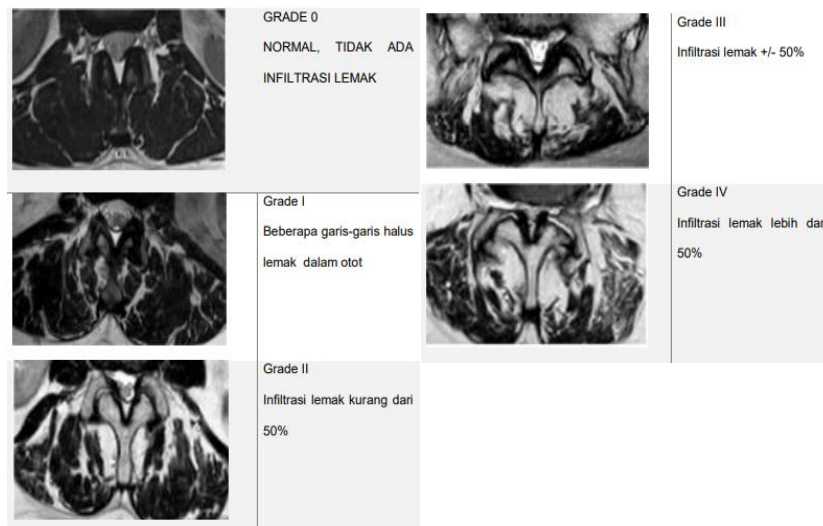 GRADE 0
NORMAL, TIDAK ADA
INFILTRASI LEMAK
Grade I
Beberapa garis-garis halus
lemak dalam otot
Grade II
Infiltrasi lemak kurang dari
50%
Grade III
Infiltrasi lemak +/- 50%
Grade IV
Infiltrasi lemak lebih dar
50%